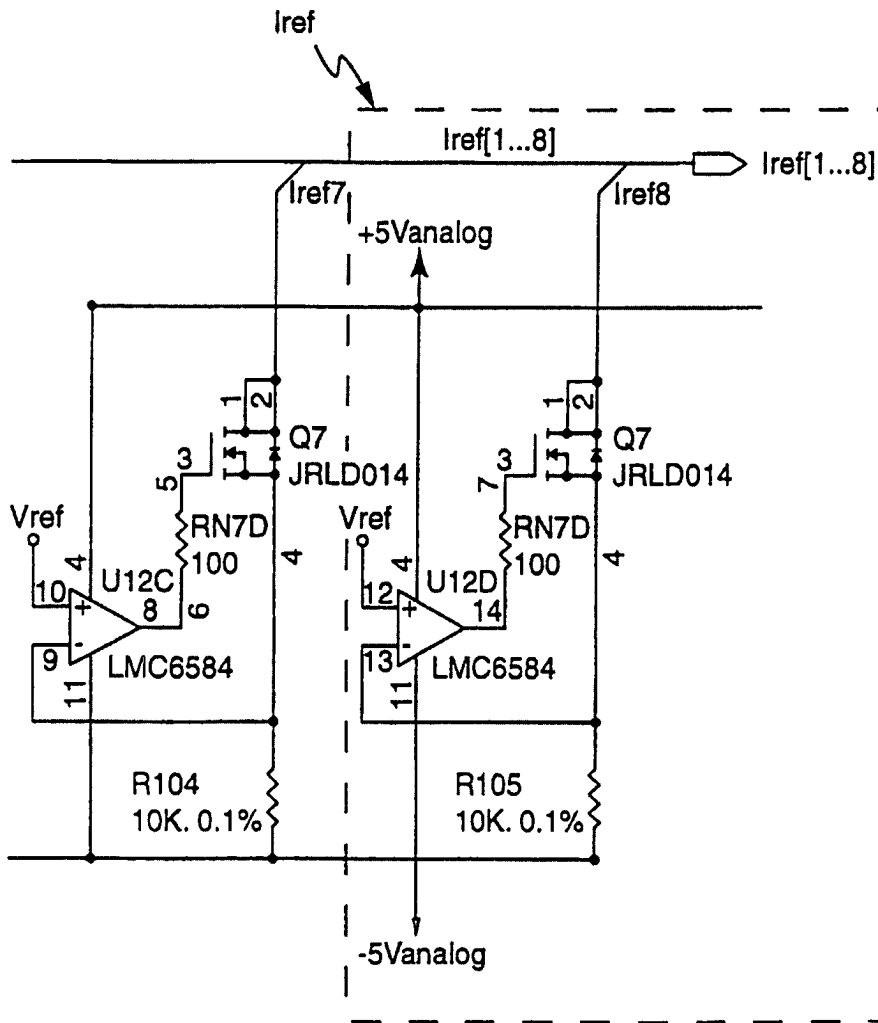 Iref
Iref[1...8]
Iref[1...8]
Iref7
Iref8
+5Vanalog
1
2
Q7
JRLD014
3
5
Vref
RN7D
100
4
4
U12C
10
+
8
6
9
-
LMC6584
11
R104
10K. 0.1%
1
2
Q7
JRLD014
3
7
Vref
RN7D
100
4
4
U12D
12
+
14
13
-
LMC6584
11
R105
10K. 0.1%
-5Vanalog